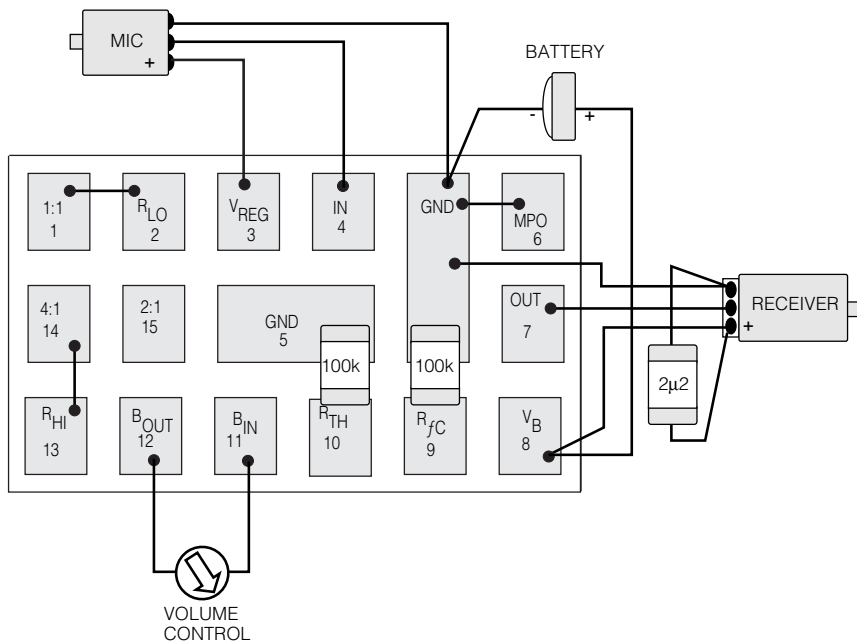 MIC
+
BATTERY
-
+
1:1
1
RLO
2
VREG
3
IN
4
GND
MPO
6
4:1
14
2:1
15
GND
5
OUT
7
RECEIVER
+
100k
100k
2μ2
RHI
13
BOUT
12
BIN
11
RTH
10
RƒC
9
VB
8
VOLUME
CONTROL